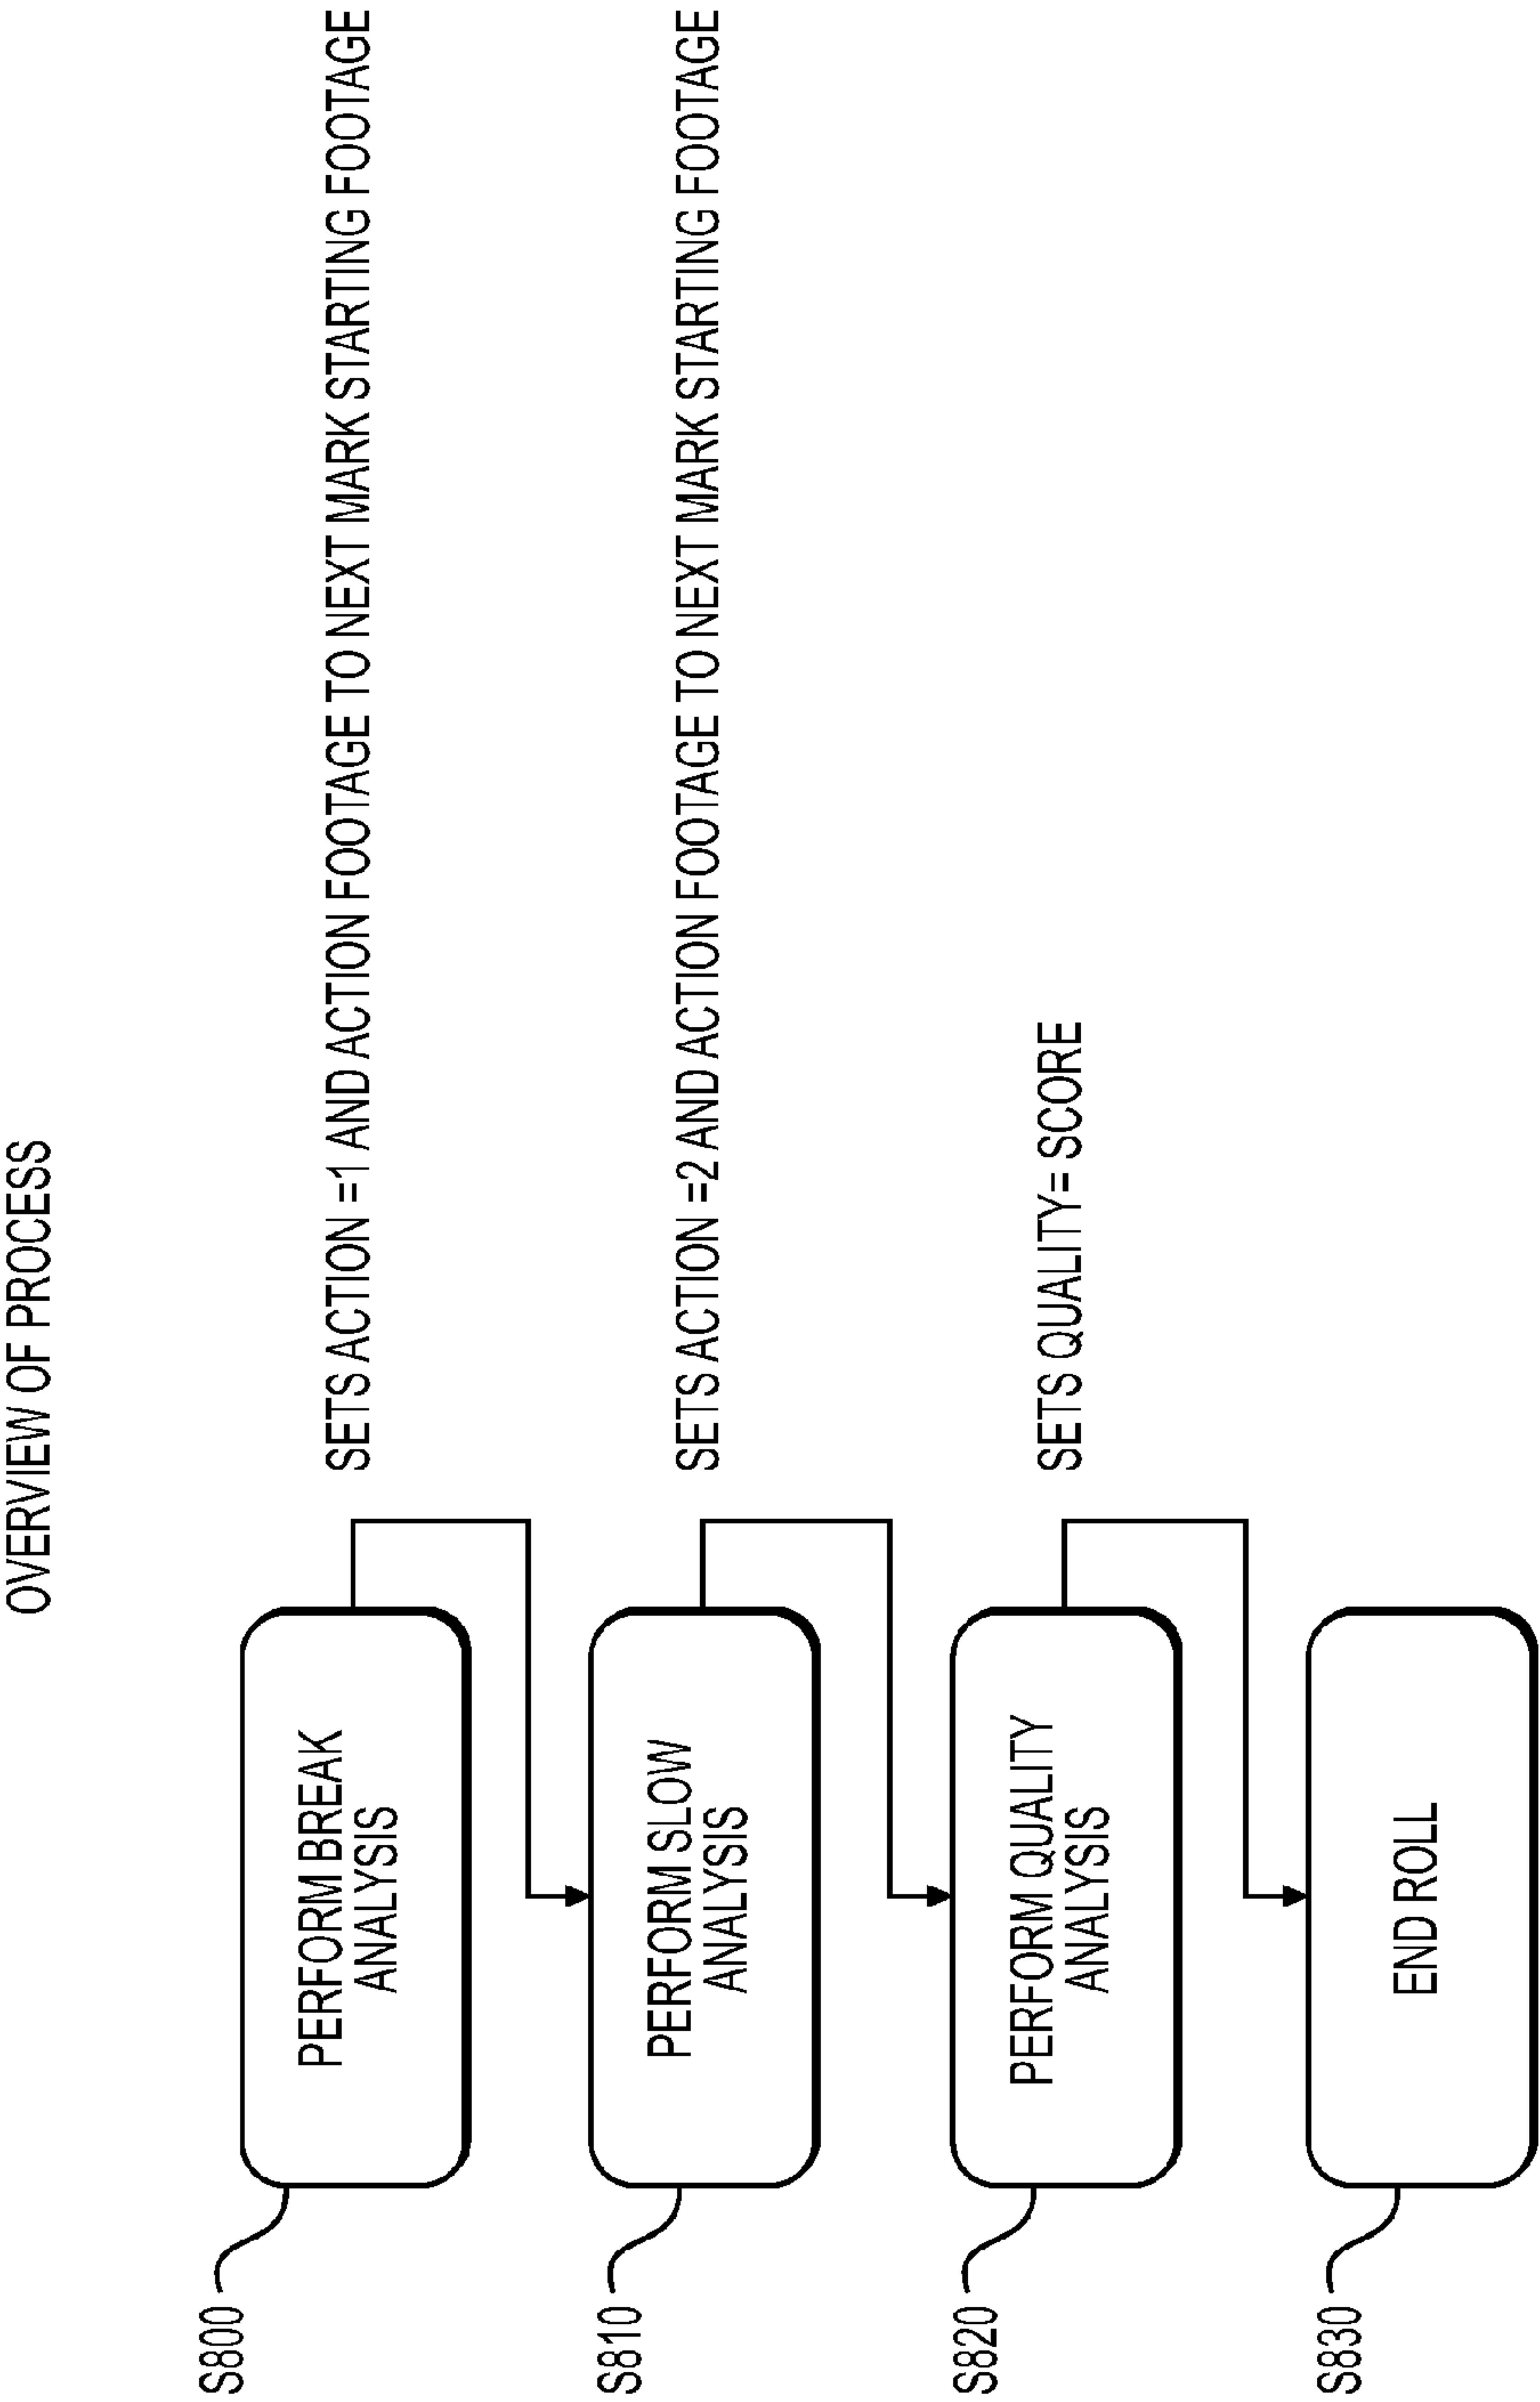 OVERVIEW OF PROCESS
S800
PERFORM BREAK
ANALYSIS
SETS ACTION =1 AND ACTION FOOTAGE TO NEXT MARK STARTING FOOTAGE
S810
PERFORM SLOW
ANALYSIS
SETS ACTION =2 AND ACTION FOOTAGE TO NEXT MARK STARTING FOOTAGE
S820
PERFORM QUALITY
ANALYSIS
SETS QUALITY= SCORE
S830
END ROLL